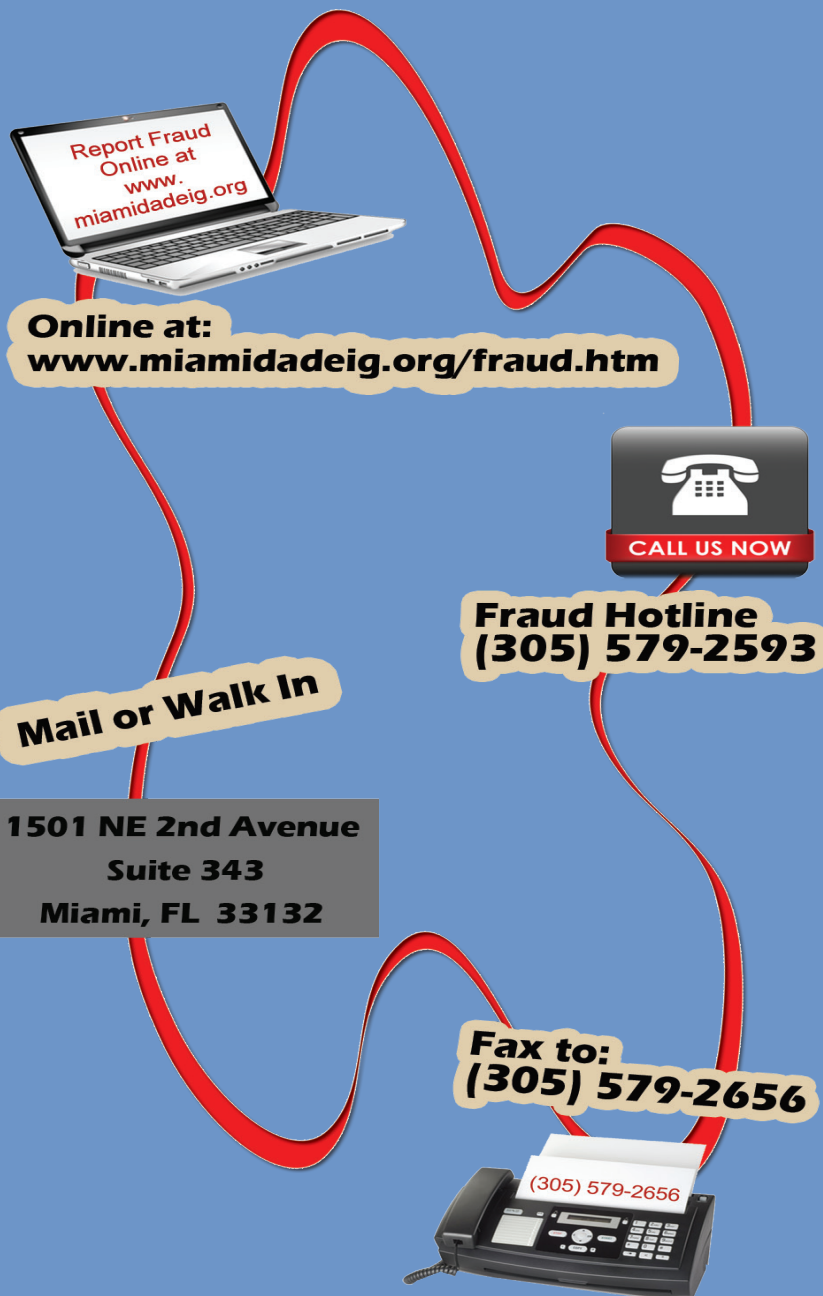 Report Fraud
Online at
www.
miamidadeig.org
Online at:
www.miamidadeig.org/fraud.htm
CALL US NOW
Fraud Hotline
(305) 579-2593
Mail or Walk In
1501 NE 2nd Avenue
Suite 343
Miami, FL 33132
Fax to:
(305) 579-2656
(305) 579-2656